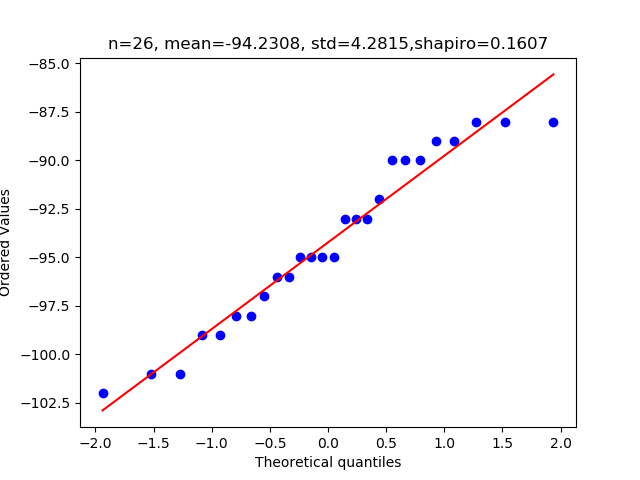 n=26, mean=-94.2308, std=4.2815,shapiro=0.1607
−85.0
−87.5
−90.0
−92.5
−95.0
−97.5
−100.0
−102.5
Ordered Values
−2.0 −1.5 −1.0 −0.5 0.0 0.5 1.0 1.5 2.0
Theoretical quantiles